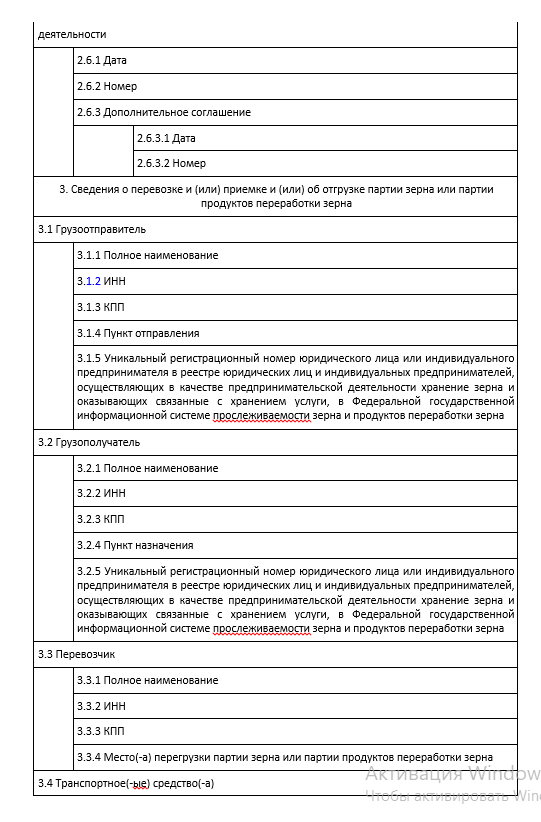 деятельности
2.6.1 Дата
2.6.2 Номер
2.6.3 Дополнительное соглашение
2.6.3.1 Дата
2.6.3.2 Номер
3. Сведения о перевозке и (или) приемке и (или) об отгрузке партии зерна или партии
продуктов переработки зерна
3.1 Грузоотправитель
3.1.1 Полное наименование
3.1.2 ИНН
3.1.3 КПП
3.1.4 Пункт отправления
3.1.5 Уникальный регистрационный номер юридического лица или индивидуального
предпринимателя в реестре юридических лиц и индивидуальных предпринимателей,
осуществляющих в качестве предпринимательской деятельности хранение зерна и
оказывающих связанные с хранением услуги, в Федеральной государственной
информационной системе прослеживаемости зерна и продуктов переработки зерна
3.2 Грузополучатель
3.2.1 Полное наименование
3.2.2 ИНН
3.2.3 КПП
3.2.4 Пункт назначения
3.2.5 Уникальный регистрационный номер юридического лица или индивидуального
предпринимателя в реестре юридических лиц и индивидуальных предпринимателей,
осуществляющих в качестве предпринимательской деятельности хранение зерна и
оказывающих связанные с хранением услуги, в Федеральной государственной
информационной системе прослеживаемости зерна и продуктов переработки зерна
3.3 Перевозчик
3.3.1 Полное наименование
3.3.2 ИНН
3.3.3 КПП
3.3.4 Место(-а) перегрузки партии зерна или партии продуктов переработки зерна
Активация Window
3.4 Транспортное(-ые) средство(-а)
Чтобы активировать Win